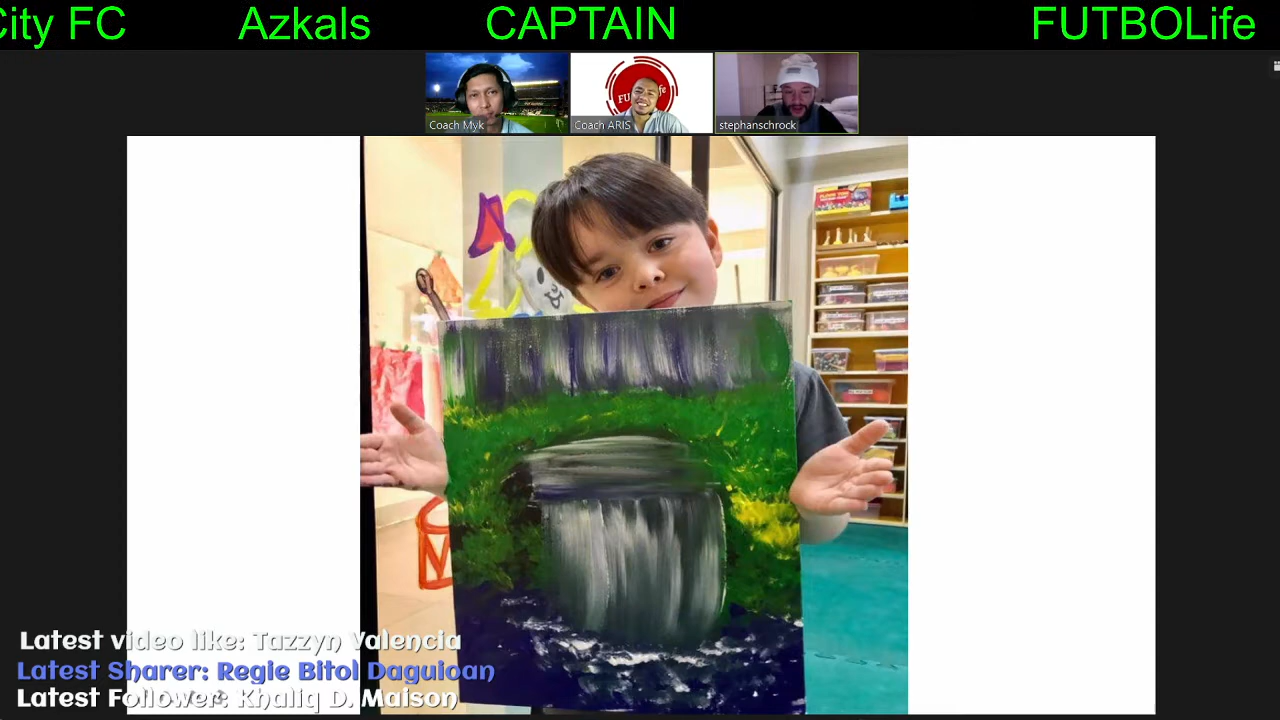 City FC Azkals CAPTAIN FUTBOLife
Coach Myk
Coach ARIS
stephanschrock
Latest video like: Tazzyn Valencia
Latest Sharer: Regie Bitol Daguioan
Latest Follower: Khaliq D. Maison